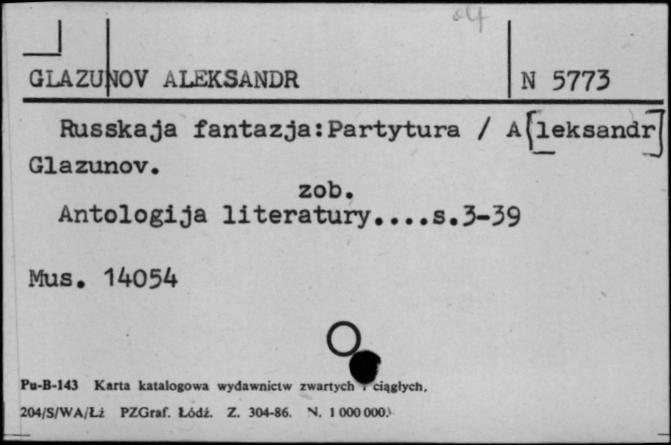 GLAZUNOV ALEKSANDR N 5773
Russkaja fantazja:Partytura / A[leksandr]
Glazunov.
zob.
Antologija literatury....s.3-39
Mus. 14054
Pu-B-143 Karta katalogowa wydawnictw zwartych i ciągłych,
204/S/WA/Łż PZGraf. Łódź. Z. 304-86. N. 1 000 000.